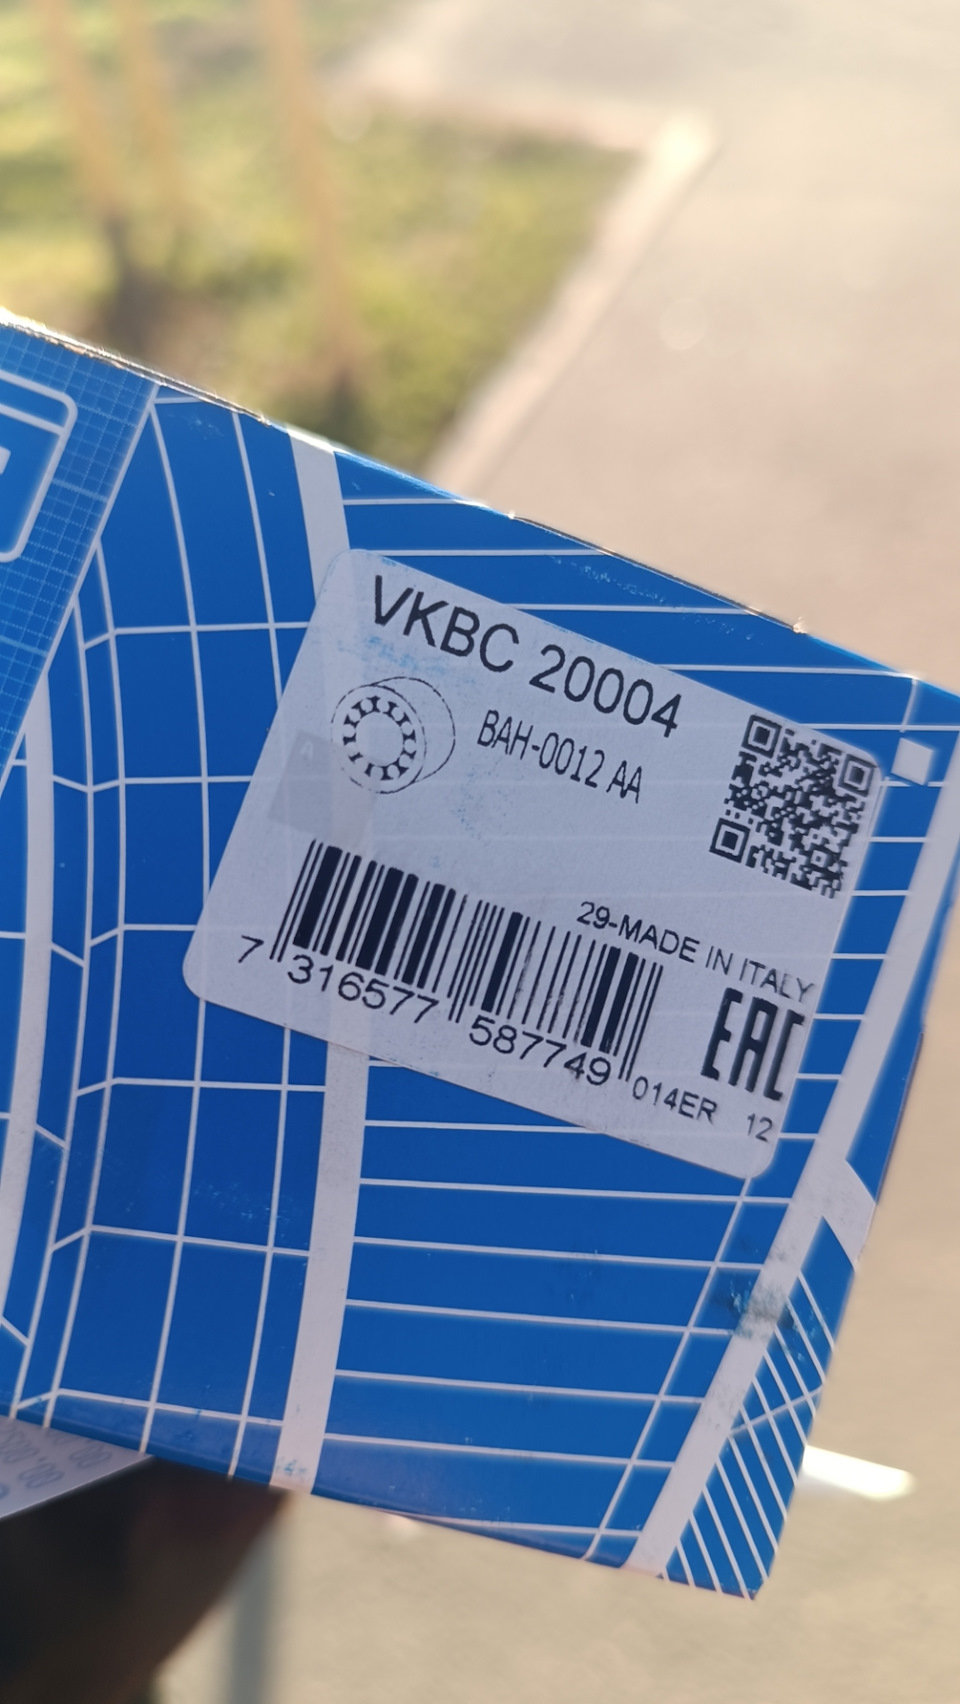 VKBC 20004
BAH-0012 AA
29-MADE IN ITALY
7 316577 587749
EAC
014ER 12